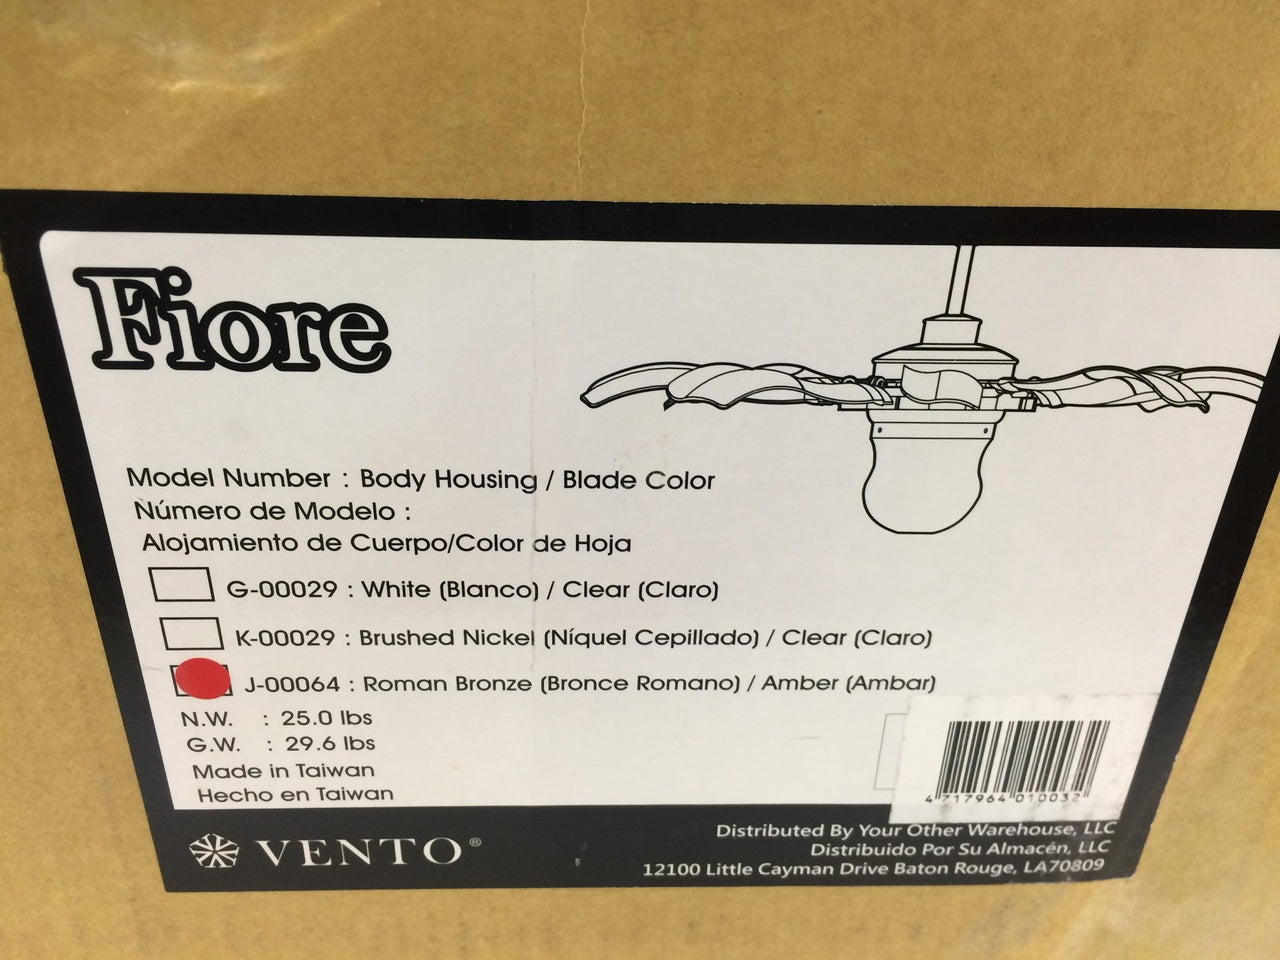 Fiore
Model Number : Body Housing / Blade Color
Número de Modelo :
Alojamiento de Cuerpo/Color de Hoja
G-00029 : White (Blanco) / Clear (Claro)
K-00029 : Brushed Nickel (Níquel Cepillado) / Clear (Claro)
J-00064 : Roman Bronze (Bronce Romano) / Amber (Ambar)
N.W. : 25.0 lbs
G.W. : 29.6 lbs
Made in Taiwan
Hecho en Taiwan
4 717964 010032
VENTO®
Distributed By Your Other Warehouse, LLC
Distribuido Por Su Almacén, LLC
12100 Little Cayman Drive Baton Rouge, LA70809